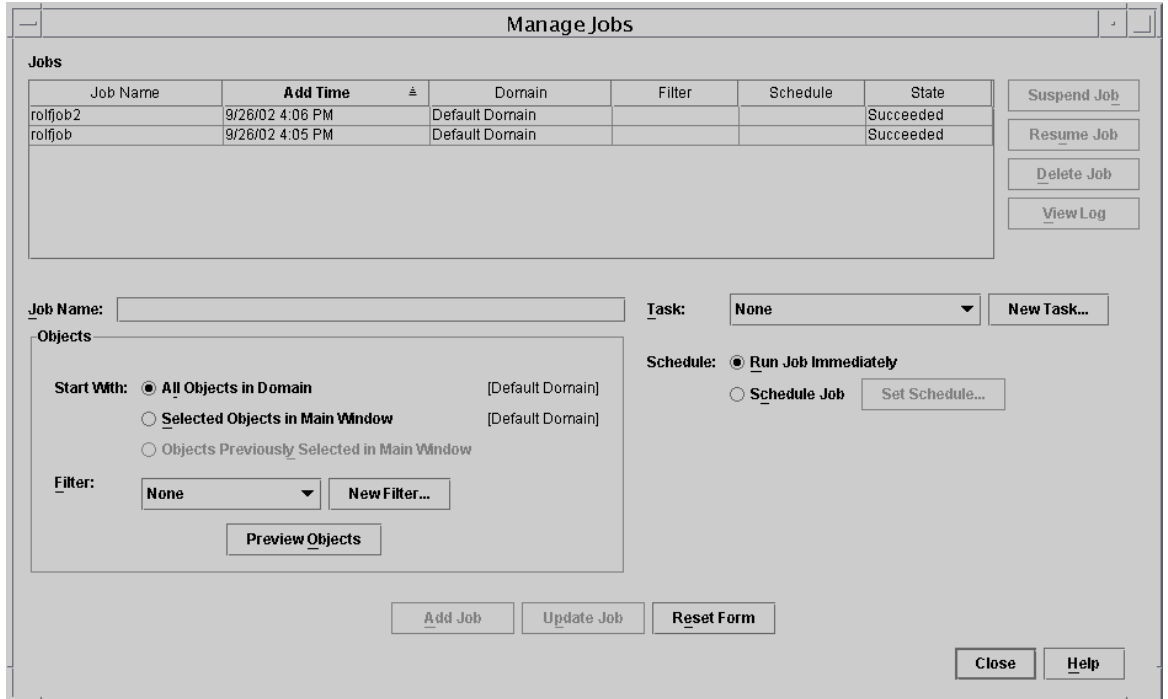 Manage Jobs
Jobs
Job Name Add Time Domain Filter Schedule State
rolfjob2 9/26/02 4:06 PM Default Domain Succeeded
rolfjob 9/26/02 4:05 PM Default Domain Succeeded
Suspend Job
Resume Job
Delete Job
View Log
Job Name:
Task: None New Task...
Objects
Start With: All Objects in Domain [Default Domain]
Selected Objects in Main Window [Default Domain]
Objects Previously Selected in Main Window
Filter: None New Filter...
Preview Objects
Schedule: Run Job Immediately
Schedule Job Set Schedule...
Add Job Update Job Reset Form
Close Help